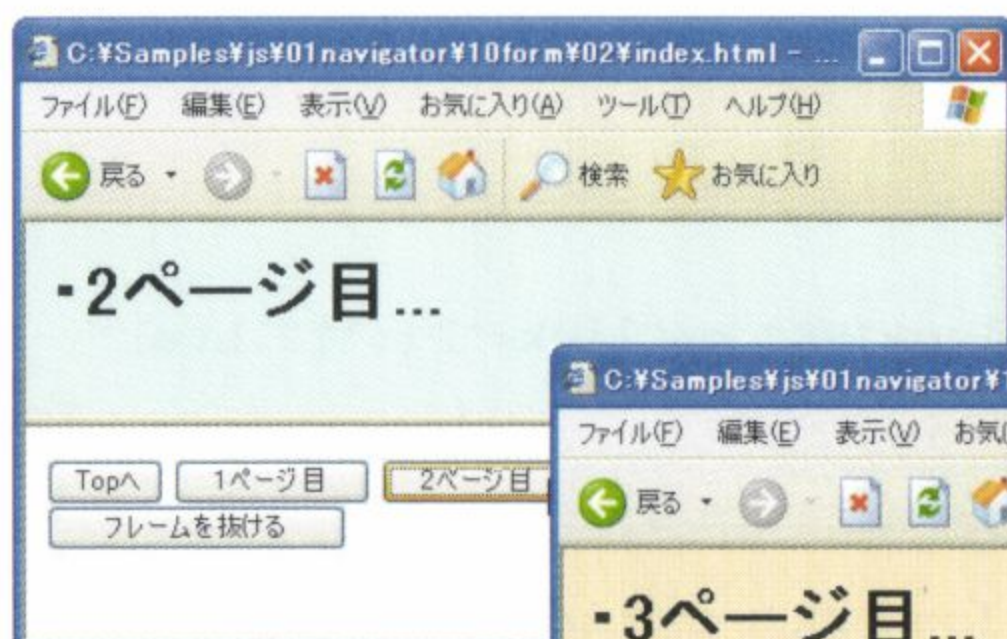 C:¥Samples¥js¥01navigator¥10form¥02¥index.html - ...
ファイル(F) 編集(E) 表示(V) お気に入り(A) ツール(T) ヘルプ(H)
戻る 検索 お気に入り
・2ページ目...
Topへ 1ページ目 2ページ目
フレームを抜ける
C:¥Samples¥js¥01navigator¥1
ファイル(F) 編集(E) 表示(V) お気に
戻る
・3ページ目...